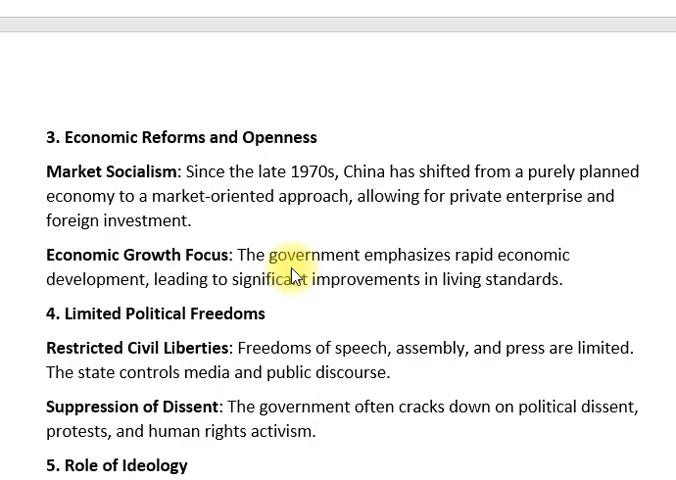 3. Economic Reforms and Openness
Market Socialism: Since the late 1970s, China has shifted from a purely planned
economy to a market-oriented approach, allowing for private enterprise and
foreign investment.
Economic Growth Focus: The government emphasizes rapid economic
development, leading to significant improvements in living standards.
4. Limited Political Freedoms
Restricted Civil Liberties: Freedoms of speech, assembly, and press are limited.
The state controls media and public discourse.
Suppression of Dissent: The government often cracks down on political dissent,
protests, and human rights activism.
5. Role of Ideology